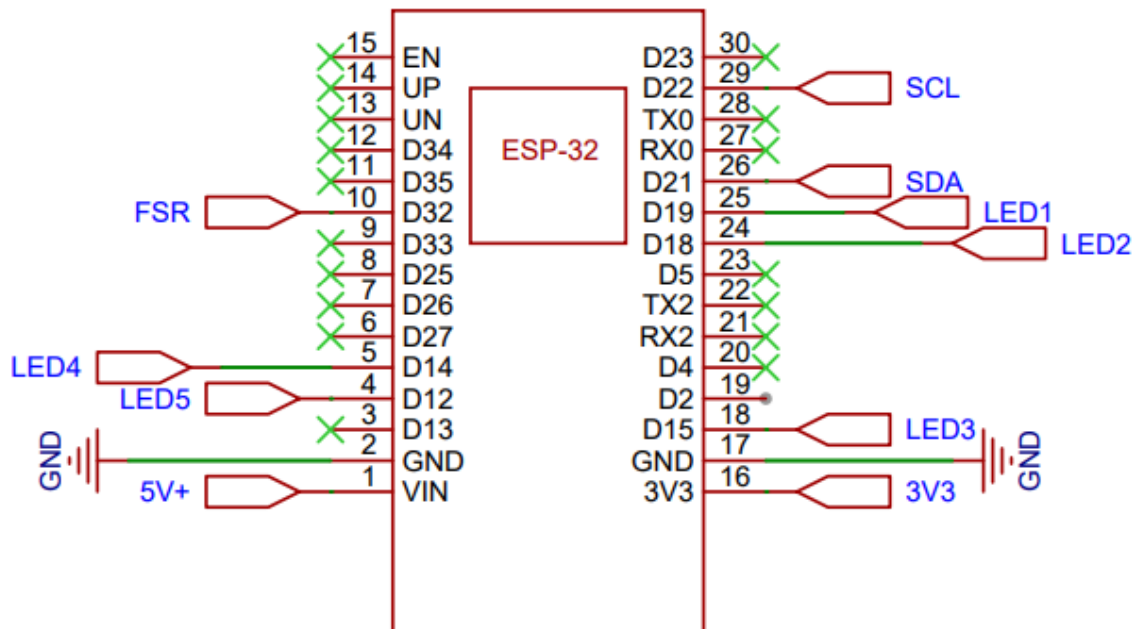 15 EN D23 30
14 UP D22 29 SCL
13 UN TX0 28
12 D34 ESP-32 RX0 27
11 D35 D21 26 SDA
FSR 10 D32 D19 25 LED1
9 D33 D18 24 LED2
8 D25 D5 23
7 D26 TX2 22
6 D27 RX2 21
LED4 5 D14 D4 20
LED5 4 D12 D2 19
3 D13 D15 18 LED3
GND 2 GND GND 17 GND
5V+ 1 VIN 3V3 16 3V3